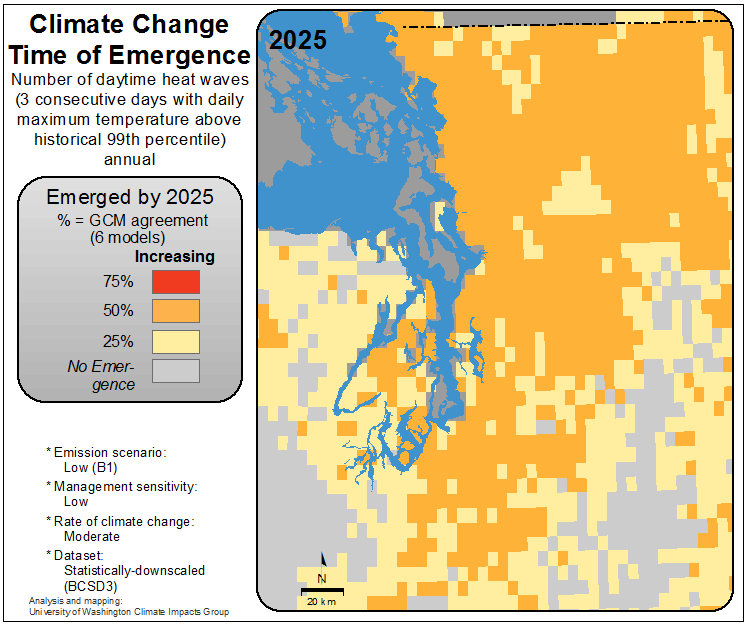 Climate Change
Time of Emergence
Number of daytime heat waves
(3 consecutive days with daily
maximum temperature above
historical 99th percentile)
annual
Emerged by 2025
% = GCM agreement
(6 models)
Increasing
75%
50%
25%
No Emer-
gence
* Emission scenario:
Low (B1)
* Management sensitivity:
Low
* Rate of climate change:
Moderate
* Dataset:
Statistically-downscaled
(BCSD3)
Analysis and mapping:
University of Washington Climate Impacts Group
2025
N
20 km